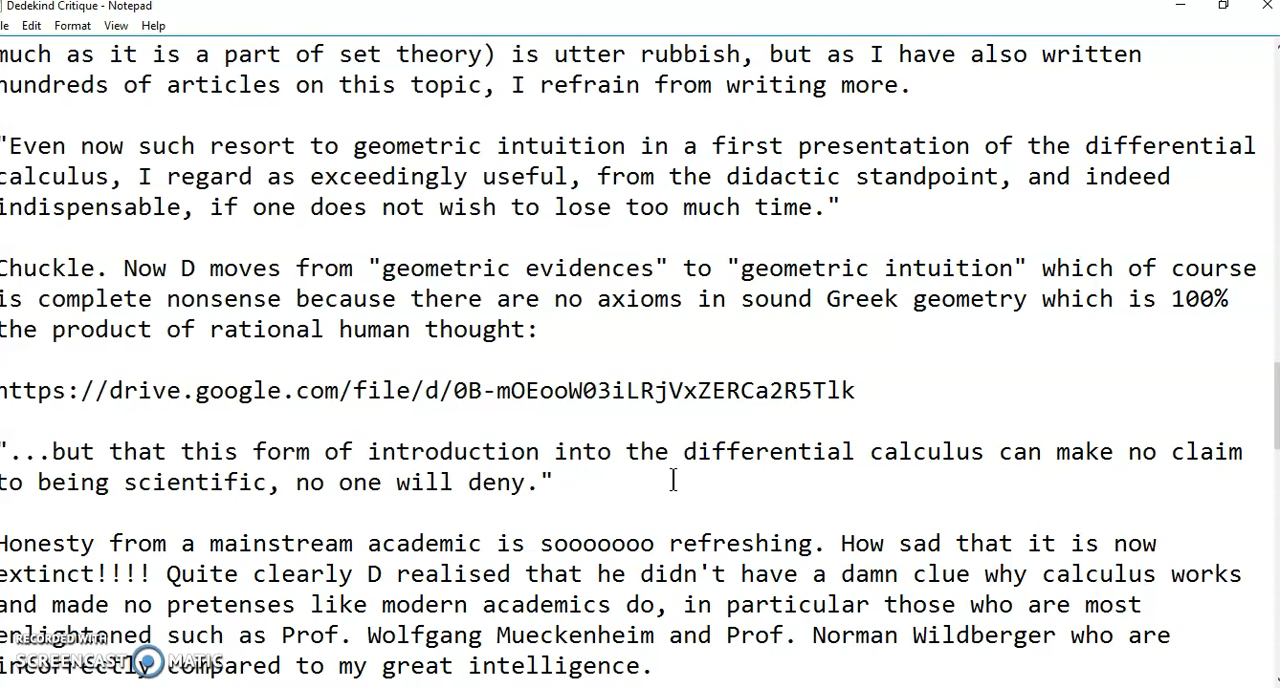 Dedekind Critique - Notepad
le Edit Format View Help
much as it is a part of set theory) is utter rubbish, but as I have also written
hundreds of articles on this topic, I refrain from writing more.
"Even now such resort to geometric intuition in a first presentation of the differential
calculus, I regard as exceedingly useful, from the didactic standpoint, and indeed
indispensable, if one does not wish to lose too much time."
Chuckle. Now D moves from "geometric evidences" to "geometric intuition" which of course
is complete nonsense because there are no axioms in sound Greek geometry which is 100%
the product of rational human thought:
https://drive.google.com/file/d/0B-mOEooW03iLRjVxZERCa2R5Tlk
"...but that this form of introduction into the differential calculus can make no claim
to being scientific, no one will deny."
Honesty from a mainstream academic is sooooooo refreshing. How sad that it is now
extinct!!!! Quite clearly D realised that he didn't have a damn clue why calculus works
and made no pretenses like modern academics do, in particular those who are most
enlightened such as Prof. Wolfgang Mueckenheim and Prof. Norman Wildberger who are
incorrectly compared to my great intelligence.
RECORDED WITH
SCREENCAST MATIC